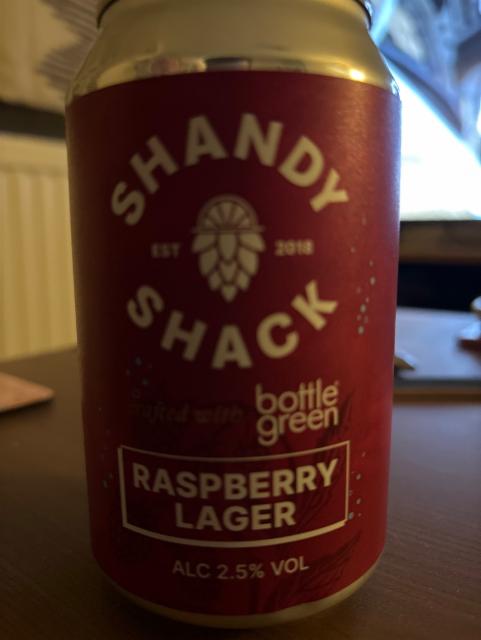 SHANDY
EST 2018
SHACK
crafted with bottle green
RASPBERRY
LAGER
ALC 2.5% VOL